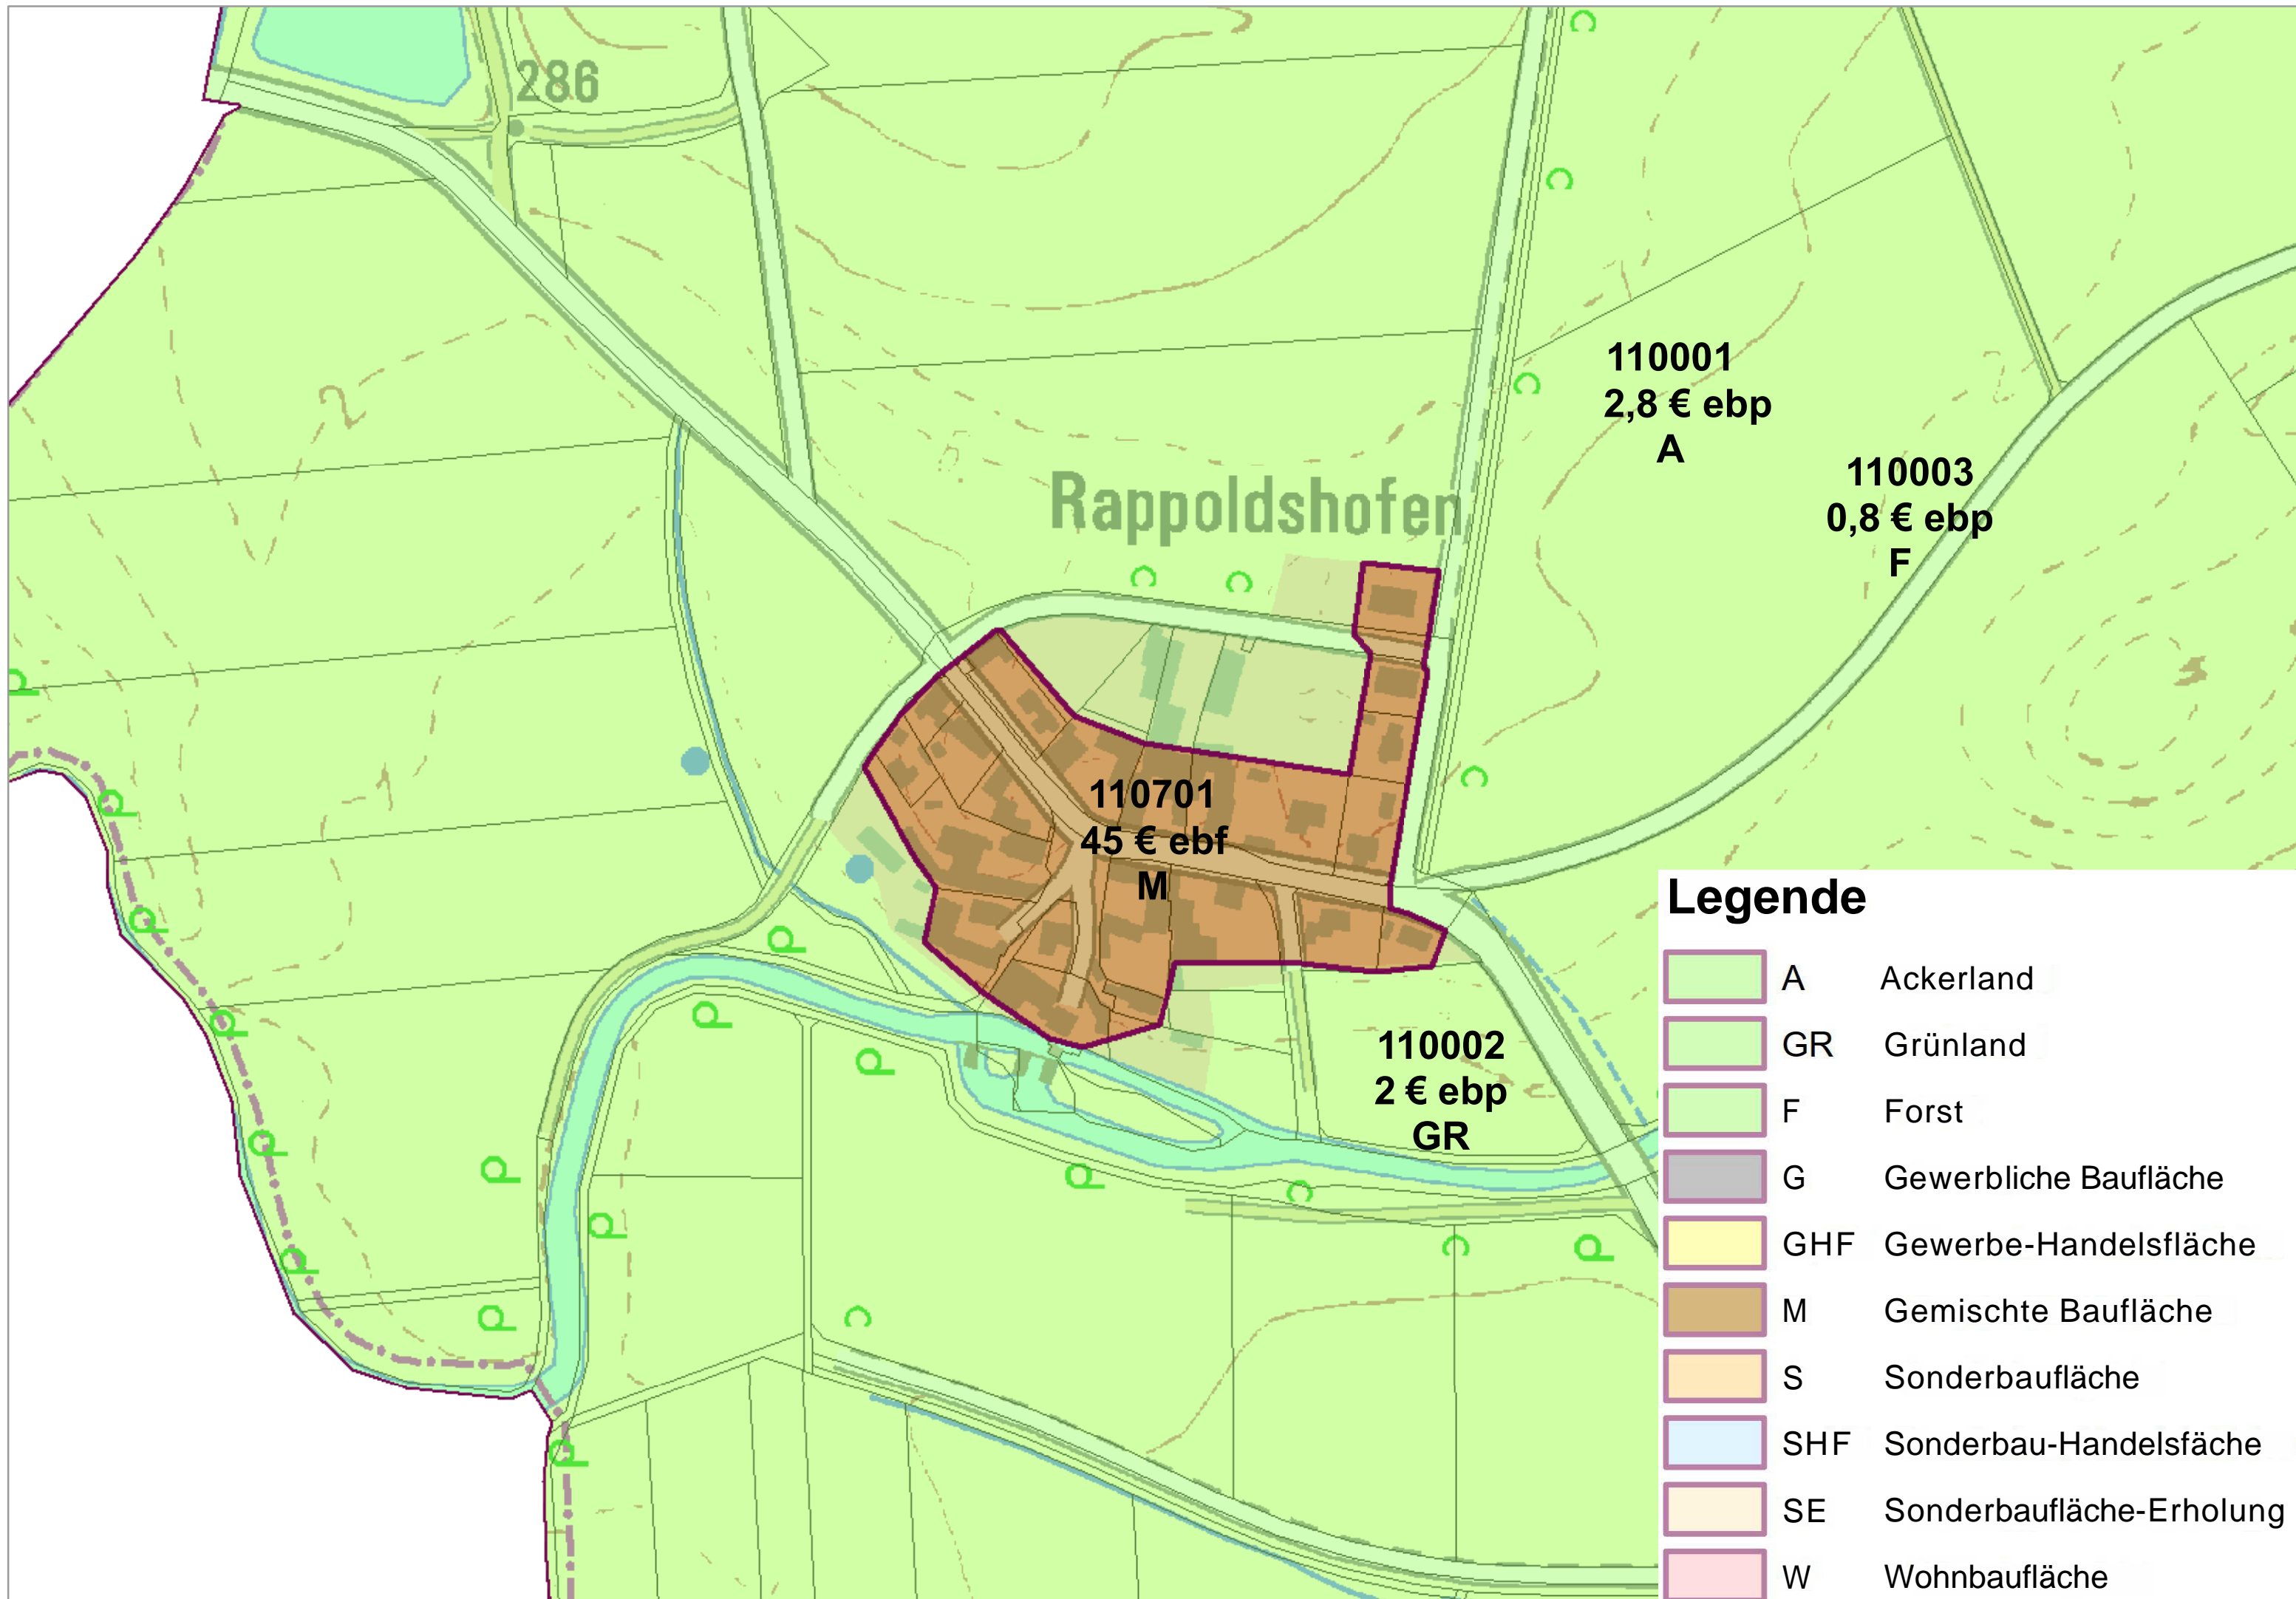 286
110001
2,8 € ebp
A
110003
0,8 € ebp
F
Rappoldshofen
110701
45 € ebf
M
110002
2 € ebp
GR
Legende
A Ackerland
GR Grünland
F Forst
G Gewerbliche Baufläche
GHF Gewerbe-Handelsfläche
M Gemischte Baufläche
S Sonderbaufläche
SHF Sonderbau-Handelsfäche
SE Sonderbaufläche-Erholung
W Wohnbaufläche